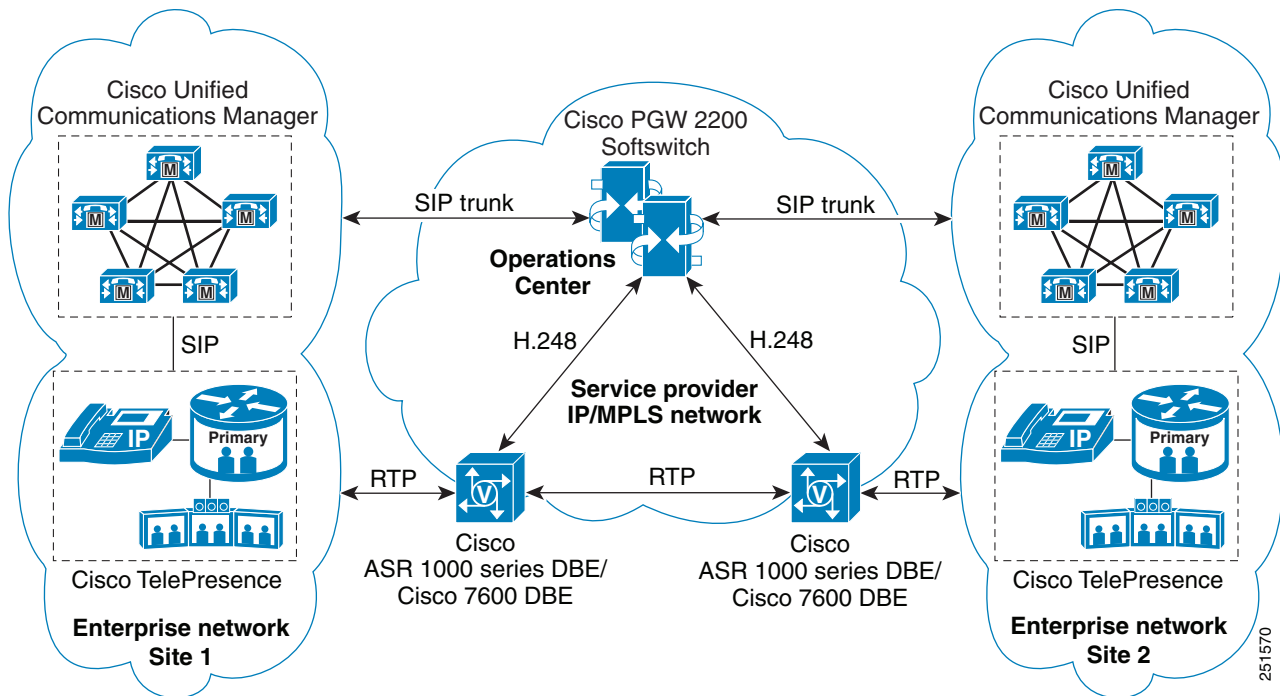 Cisco Unified
Communications Manager
M
M
M
M
M
SIP
IP
Primary
Cisco TelePresence
Enterprise network
Site 1
SIP trunk
Cisco PGW 2200
Softswitch
SIP trunk
Operations
Center
H.248
H.248
Service provider
IP/MPLS network
RTP
V
RTP
V
RTP
Cisco
ASR 1000 series DBE/
Cisco 7600 DBE
Cisco
ASR 1000 series DBE/
Cisco 7600 DBE
Cisco Unified
Communications Manager
M
M
M
M
M
SIP
IP
Primary
Cisco TelePresence
Enterprise network
Site 2
251570